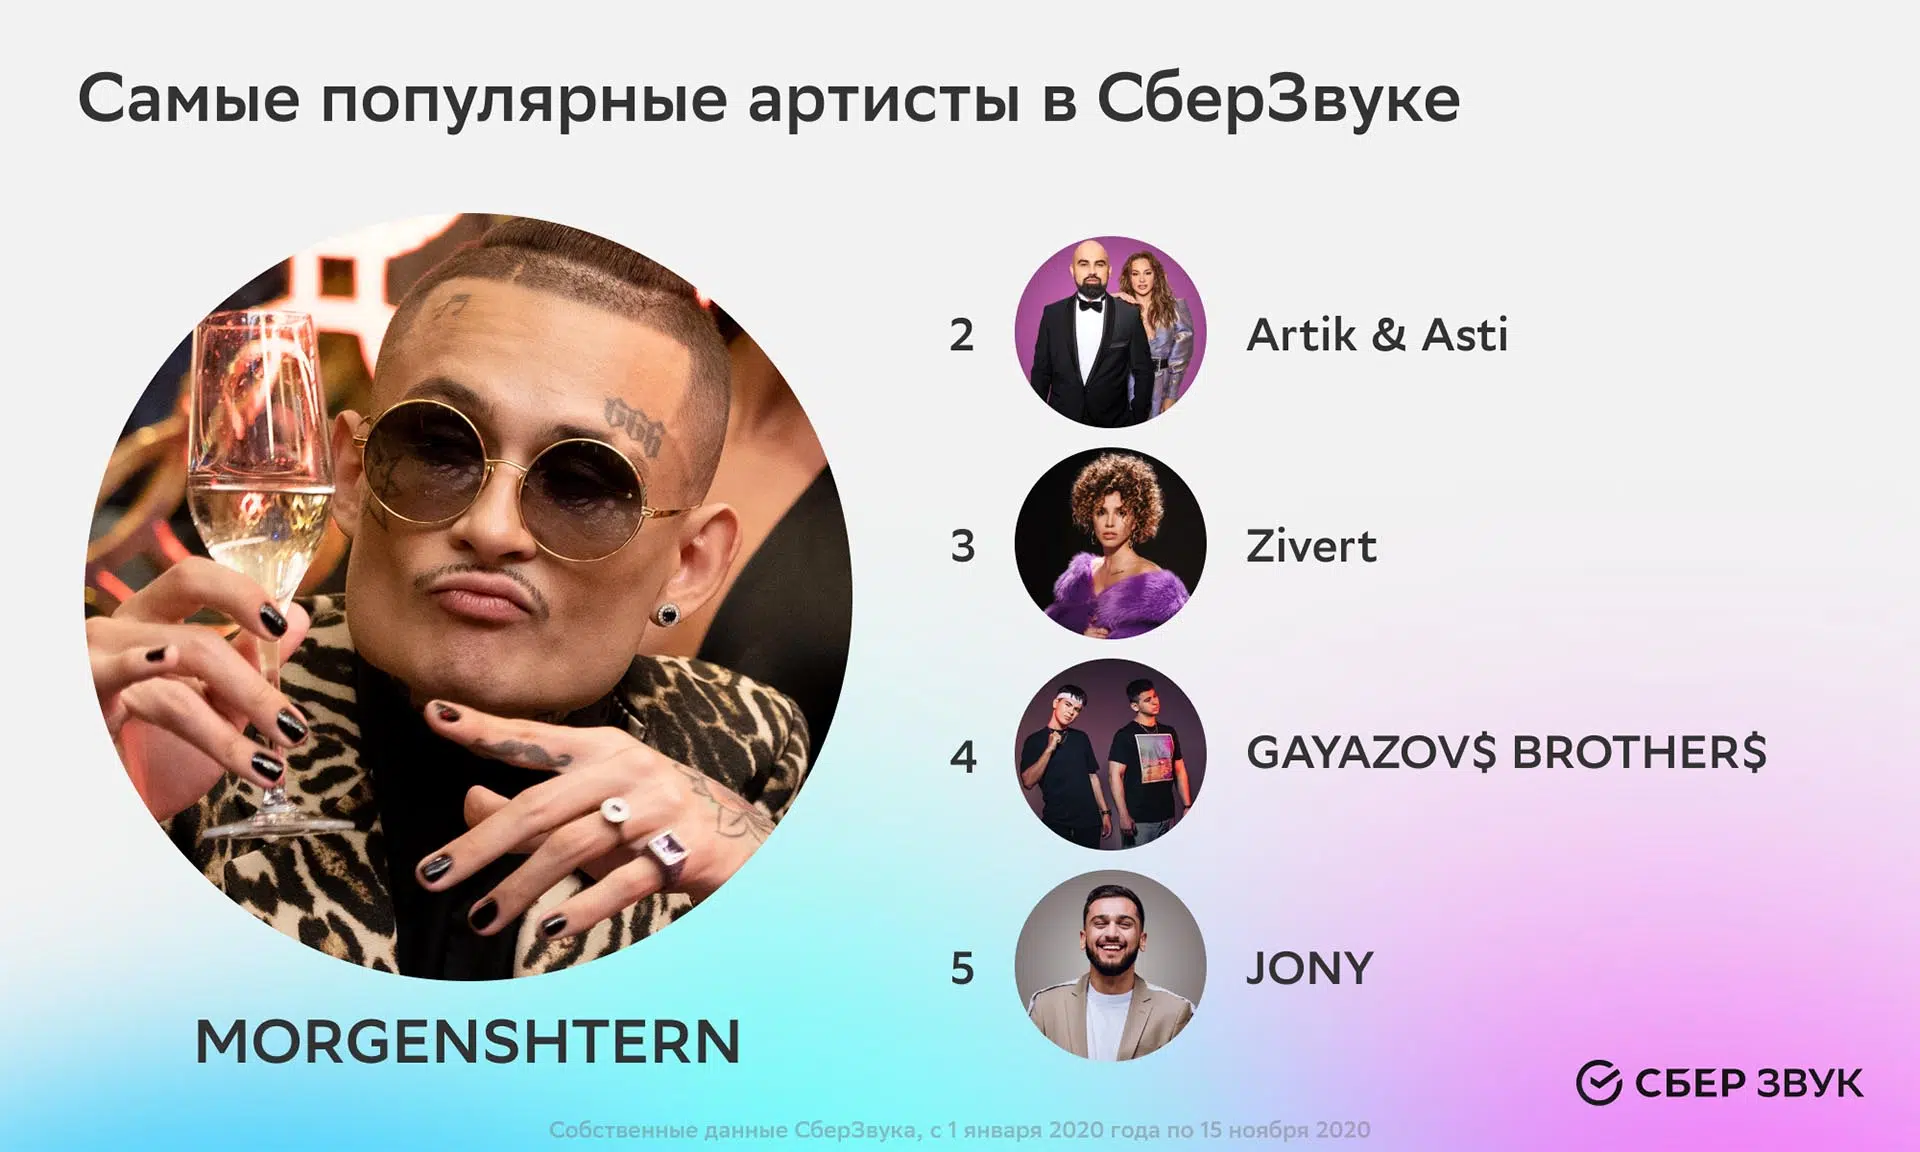 Самые популярные артисты в СберЗвуке
666
MORGENSHTERN
2
Artik & Asti
3
Zivert
4
GAYAZOV$ BROTHER$
5
JONY
СБЕР ЗВУК
Собственные данные СберЗвука, с 1 января 2020 года по 15 ноября 2020